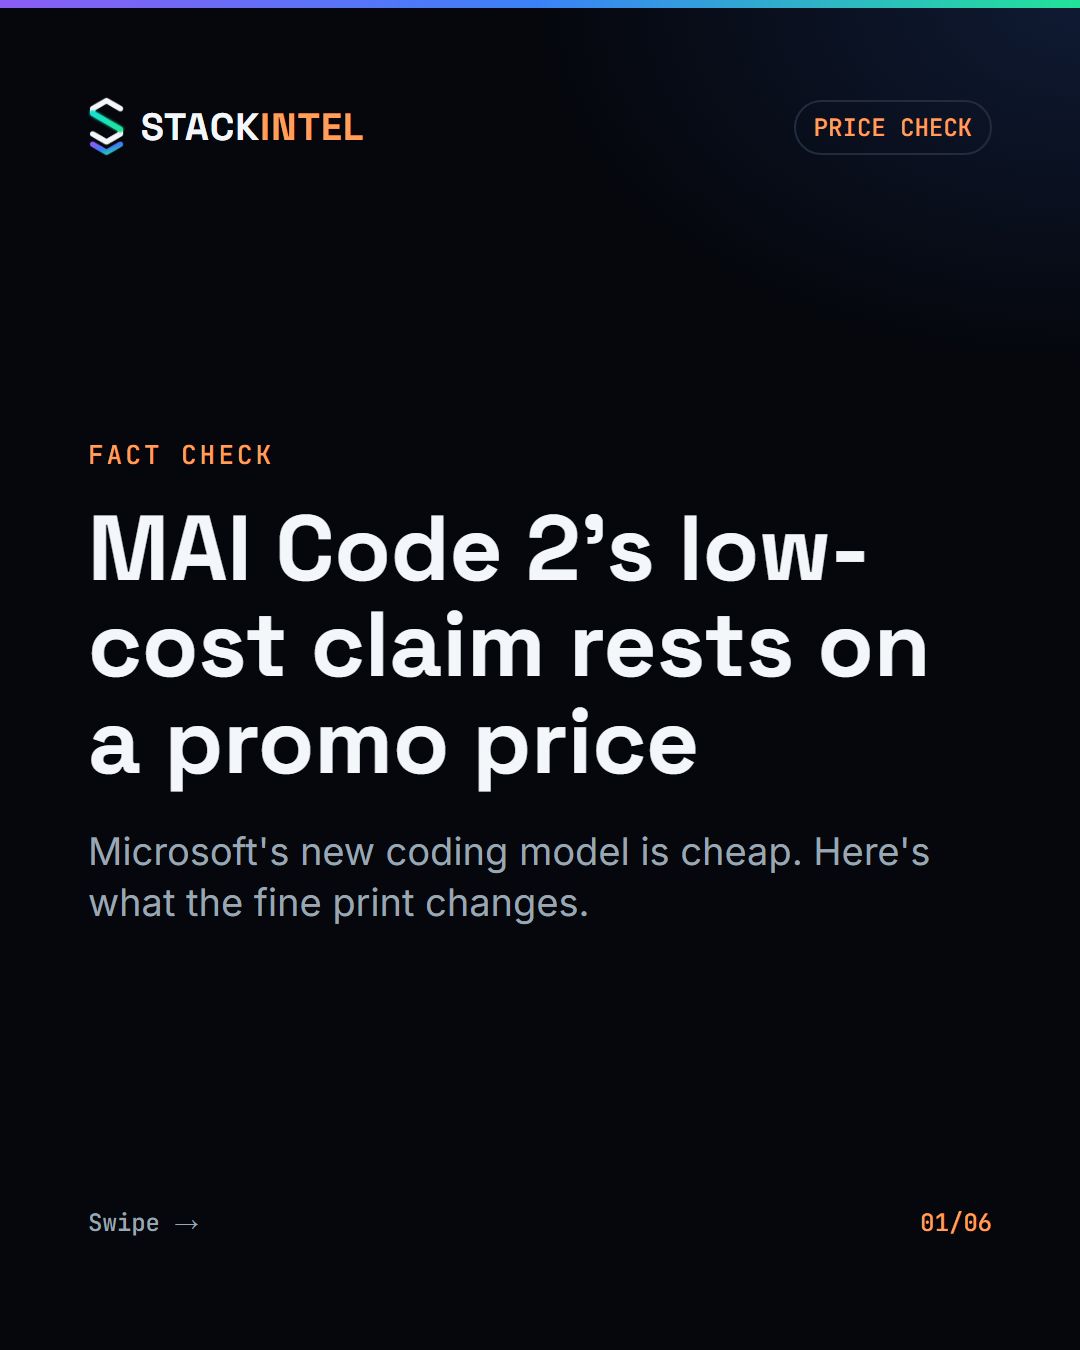 STACKINTEL
PRICE CHECK
FACT CHECK
MAI Code 2’s low-
cost claim rests on
a promo price
Microsoft's new coding model is cheap. Here's
what the fine print changes.
Swipe →
01/06